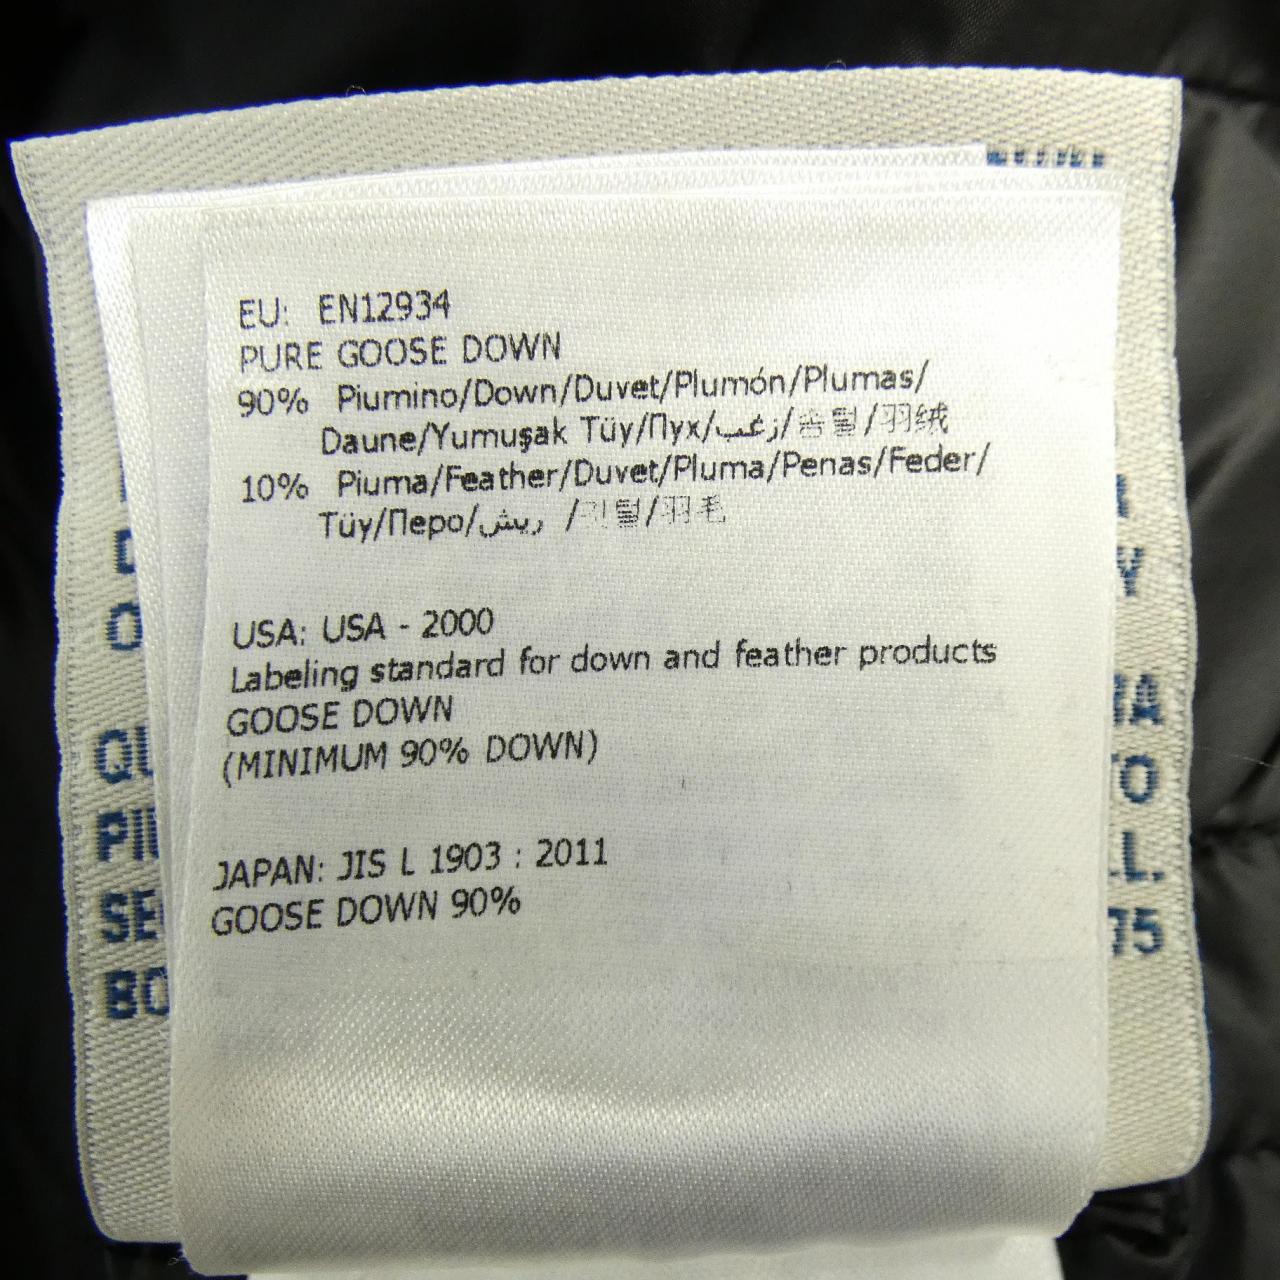 EU: EN12934
PURE GOOSE DOWN
90% Piumino/Down/Duvet/Plumón/Plumas/
Daune/Yumuşak Tüy/Пух/زغب/솜털/羽绒
10% Piuma/Feather/Duvet/Pluma/Penas/Feder/
Tüy/Перо/ريش /깃털/羽毛
USA: USA - 2000
Labeling standard for down and feather products
GOOSE DOWN
(MINIMUM 90% DOWN)
JAPAN: JIS L 1903 : 2011
GOOSE DOWN 90%